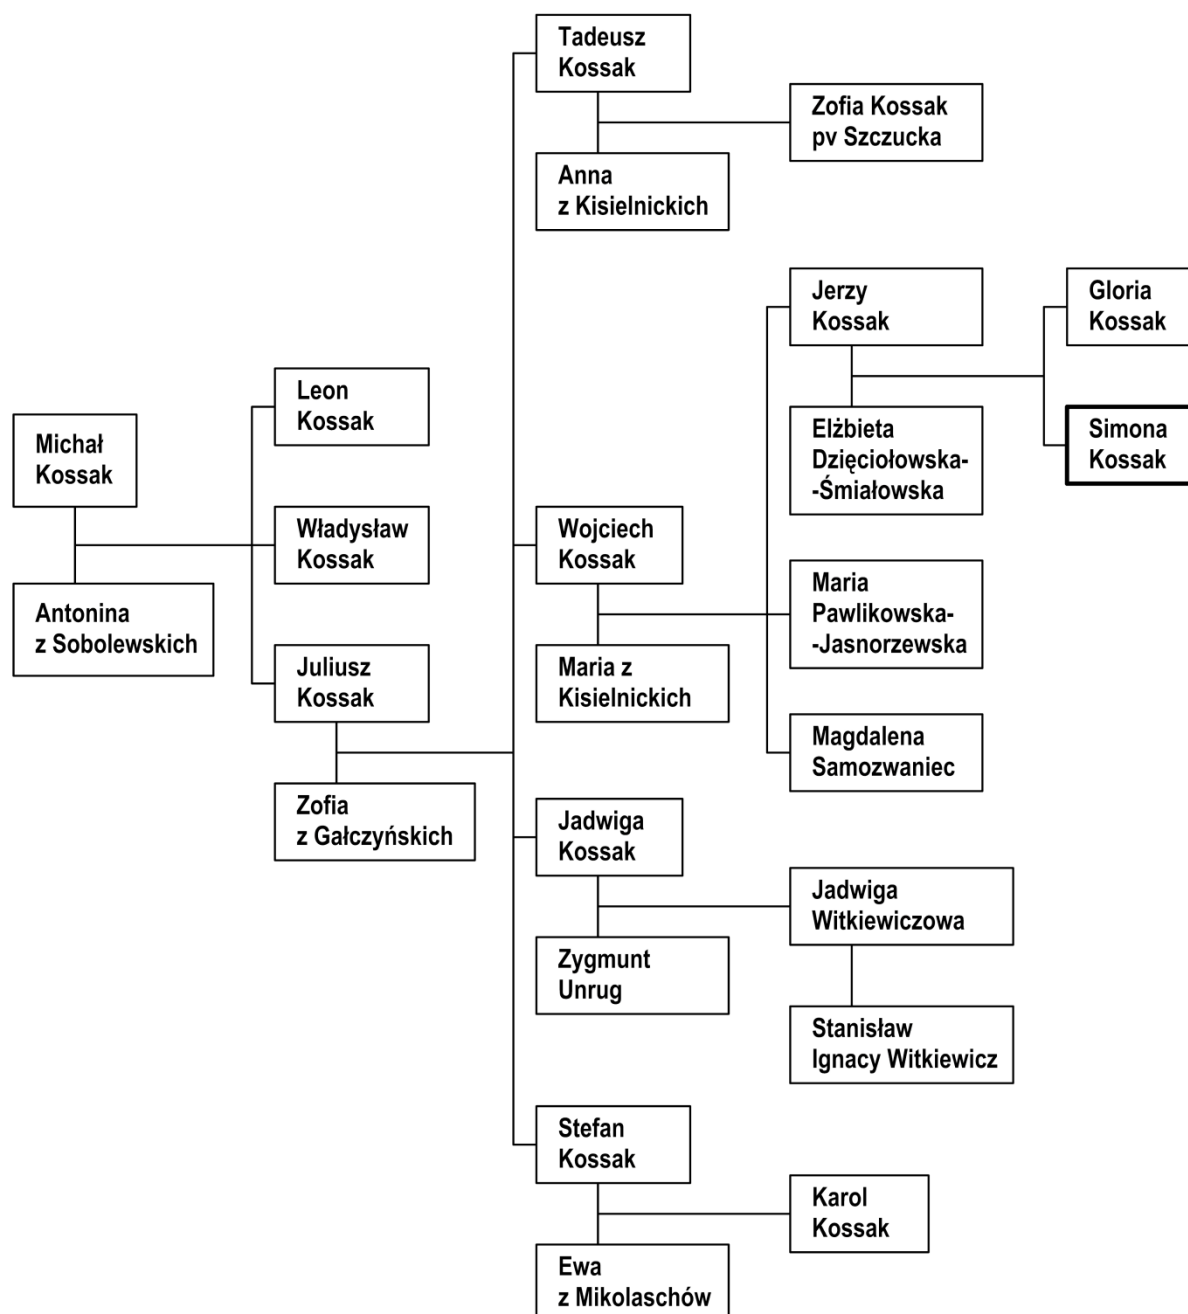 Tadeusz
Kossak
Zofia Kossak
pv Szczucka
Anna
z Kisielnickich
Jerzy
Kossak
Gloria
Kossak
Leon
Kossak
Michał
Kossak
Elżbieta
Dzięciołowska-
-Śmiałowska
Simona
Kossak
Władysław
Kossak
Wojciech
Kossak
Antonina
z Sobolewskich
Maria
Pawlikowska-
-Jasnorzewska
Juliusz
Kossak
Maria z
Kisielnickich
Magdalena
Samozwaniec
Zofia
z Gałczyńskich
Jadwiga
Kossak
Jadwiga
Witkiewiczowa
Zygmunt
Unrug
Stanisław
Ignacy Witkiewicz
Stefan
Kossak
Karol
Kossak
Ewa
z Mikolaschów